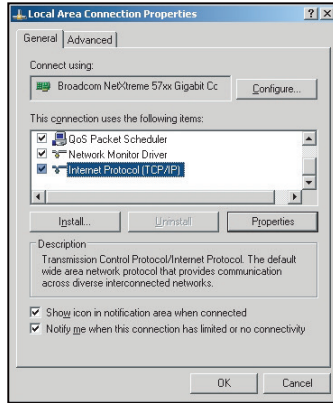 Local Area Connection Properties
General Advanced
Connect using:
Broadcom NetXtreme 57xx Gigabit Cc Configure...
This connection uses the following items:
QoS Packet Scheduler
Network Monitor Driver
Internet Protocol (TCP/IP)
Install... Uninstall Properties
Description
Transmission Control Protocol/Internet Protocol. The default
wide area network protocol that provides communication
across diverse interconnected networks.
Show icon in notification area when connected
Notify me when this connection has limited or no connectivity
OK Cancel